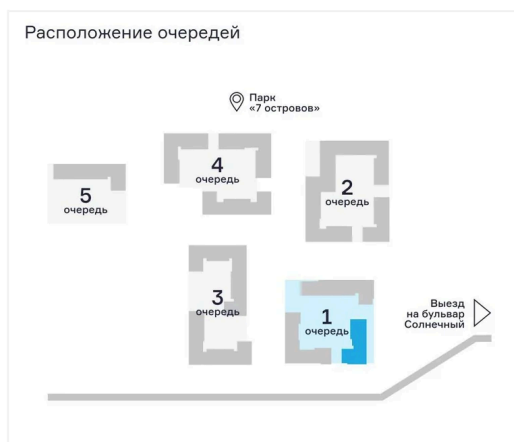 Расположение очередей
Парк
«7 островов»
4
очередь
5
очередь
2
очередь
3
очередь
1
очередь
Выезд
на бульвар
Солнечный